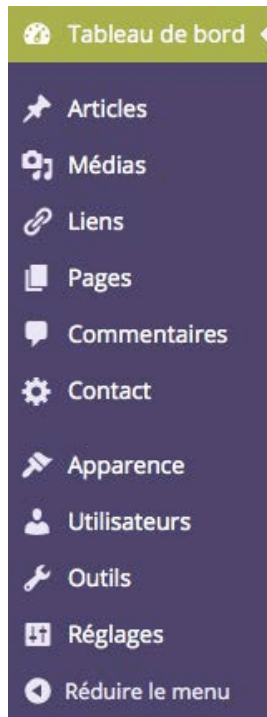 Tableau de bord
Articles
Médias
Liens
Pages
Commentaires
Contact
Apparence
Utilisateurs
Outils
Réglages
Réduire le menu